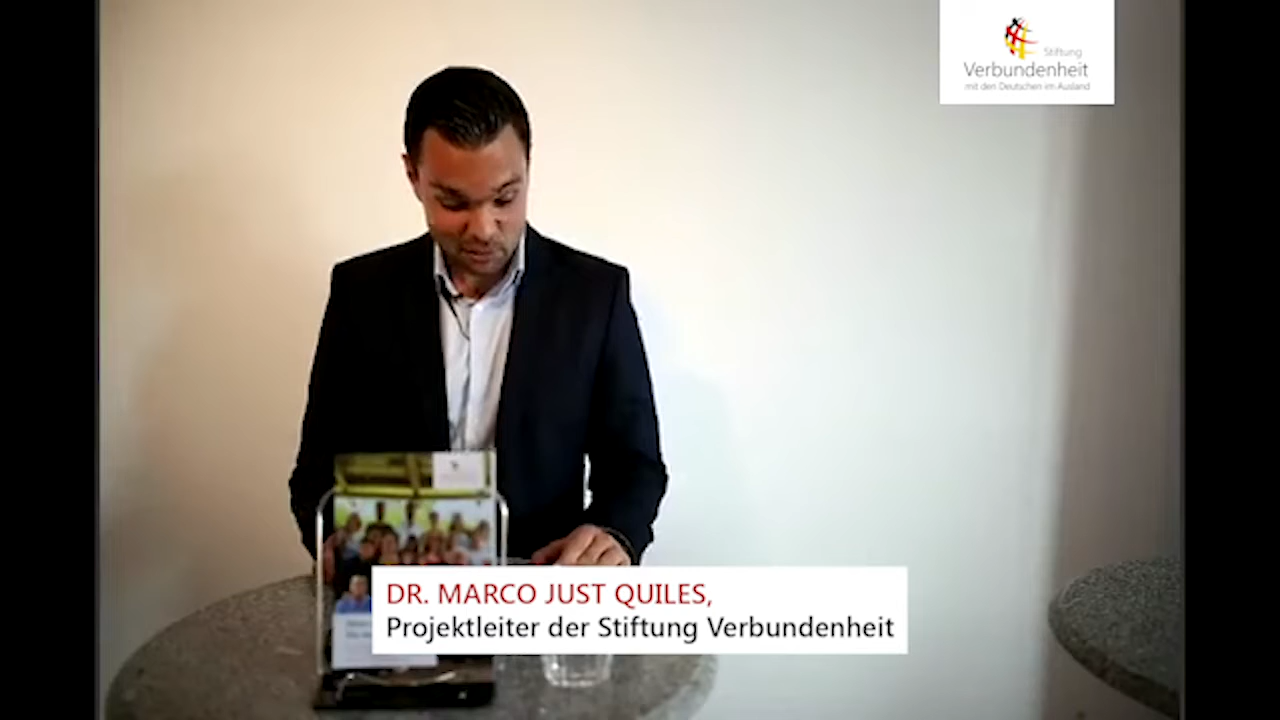 Stiftung
Verbundenheit
mit den Deutschen im Ausland
DR. MARCO JUST QUILES,
Projektleiter der Stiftung Verbundenheit